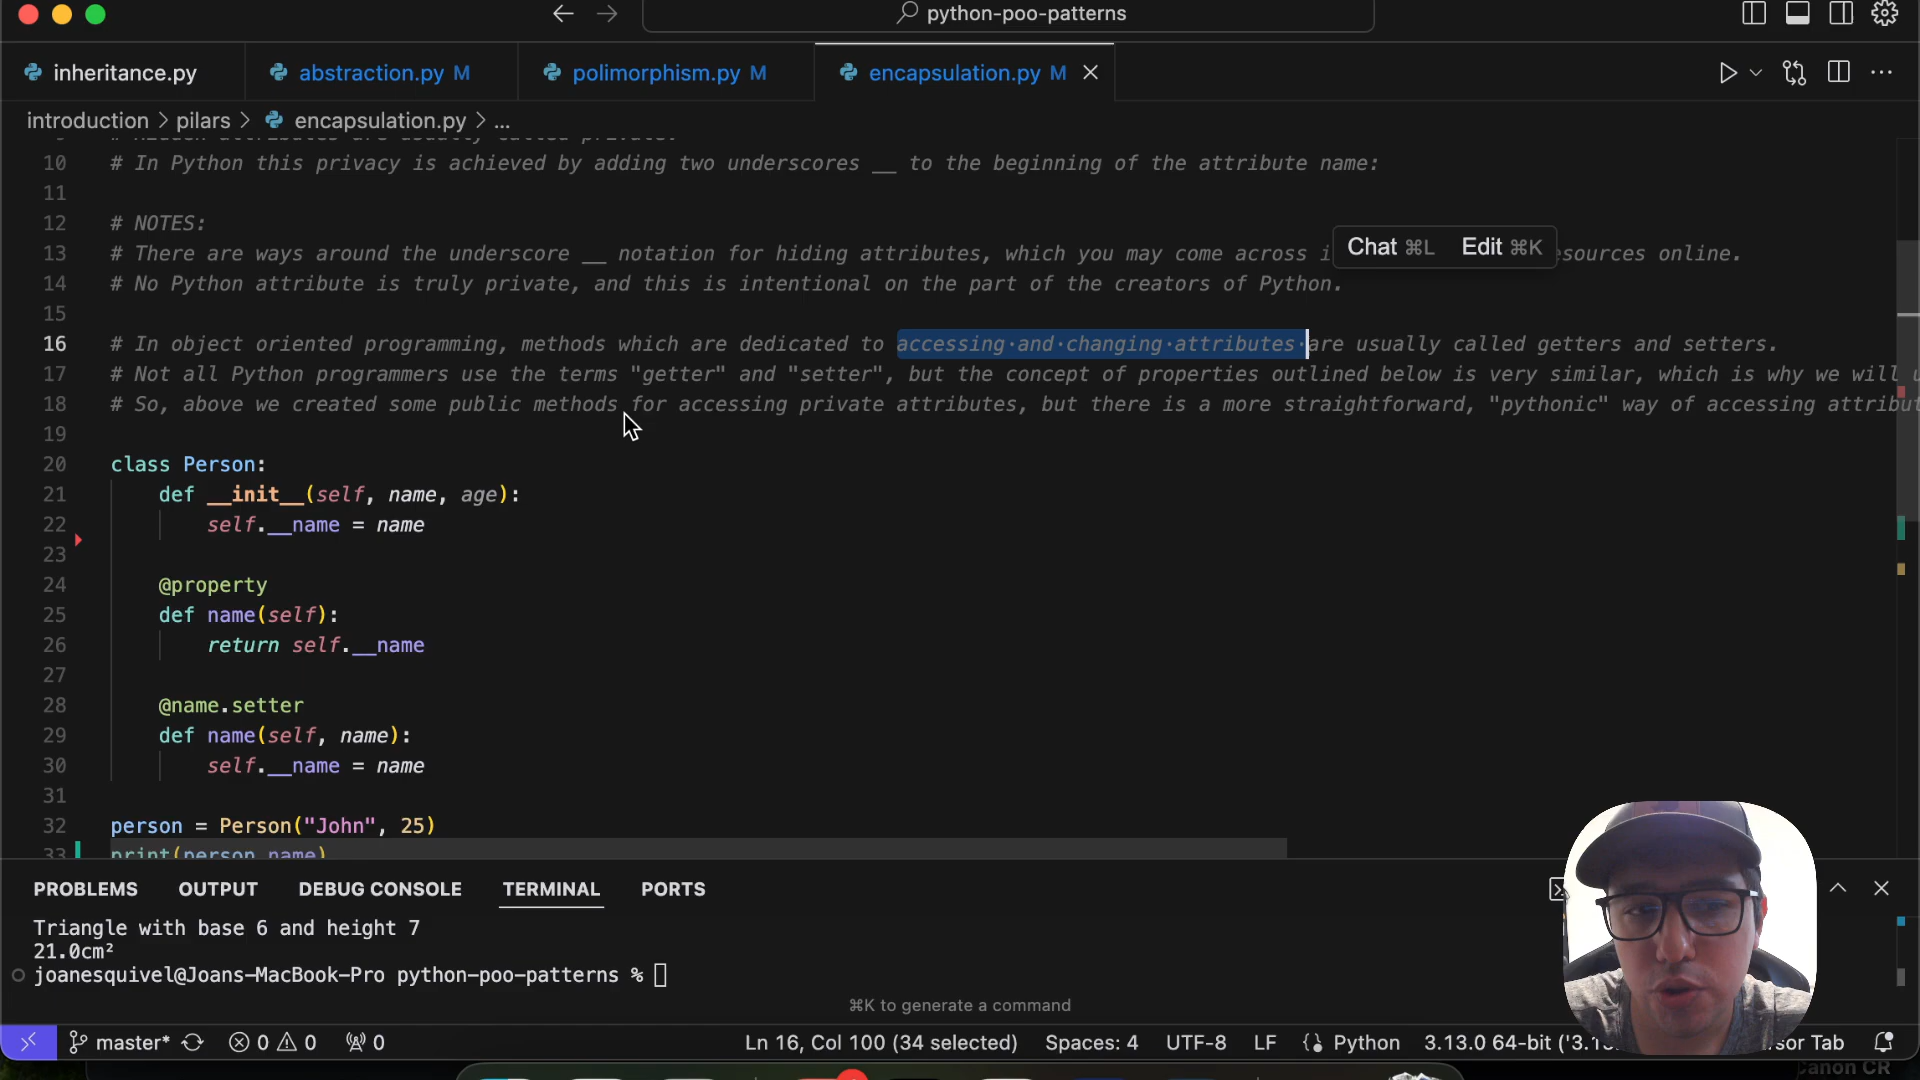 python-poo-patterns
inheritance.py
abstraction.py M
polimorphism.py M
encapsulation.py M
introduction > pilars > encapsulation.py > ...
10 # In Python this privacy is achieved by adding two underscores __ to the beginning of the attribute name:
11
12 # NOTES:
13 # There are ways around the underscore __ notation for hiding attributes, which you may come across
Chat ⌘L Edit ⌘K
online.
14 # No Python attribute is truly private, and this is intentional on the part of the creators of Python.
15
16 # In object oriented programming, methods which are dedicated to accessing·and·changing·attributes·are usually called getters and setters.
17 # Not all Python programmers use the terms "getter" and "setter", but the concept of properties outlined below is very similar, which is why we will
18 # So, above we created some public methods for accessing private attributes, but there is a more straightforward, "pythonic" way of accessing
19
20 class Person:
21 def __init__(self, name, age):
22 self.__name = name
23
24 @property
25 def name(self):
26 return self.__name
27
28 @name.setter
29 def name(self, name):
30 self.__name = name
31
32 person = Person("John", 25)
33 print(person.name)
PROBLEMS OUTPUT DEBUG CONSOLE TERMINAL PORTS
Triangle with base 6 and height 7
21.0cm²
joanesquivel@Joans-MacBook-Pro python-poo-patterns %
⌘K to generate a command
master* 0 0 0 Ln 16, Col 100 (34 selected) Spaces: 4 UTF-8 LF Python 3.13.0 64-bit Tab